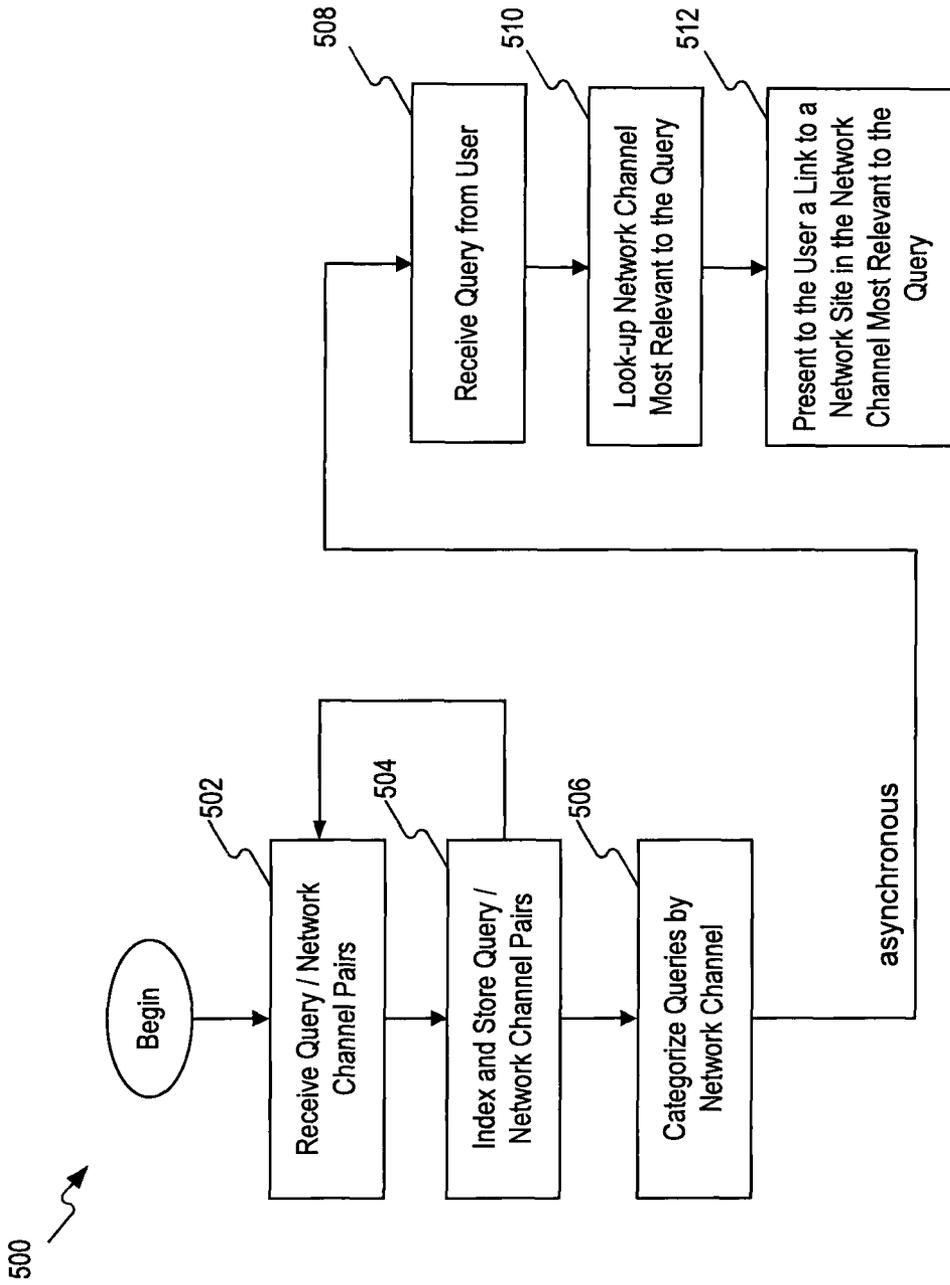 500
Begin
502
Receive Query / Network
Channel Pairs
504
Index and Store Query /
Network Channel Pairs
506
Categorize Queries by
Network Channel
asynchronous
508
Receive Query from User
510
Look-up Network Channel
Most Relevant to the Query
512
Present to the User a Link to a
Network Site in the Network
Channel Most Relevant to the
Query